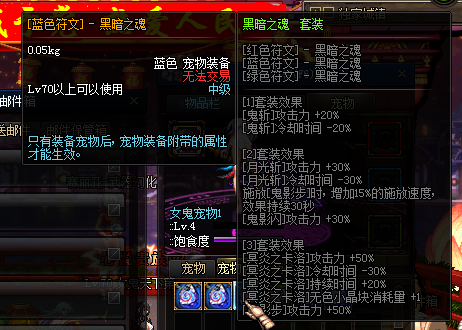 [蓝色符文] - 黑暗之魂
0.05kg
蓝色 宠物装备
无法交易
Lv70以上可以使用
中级
只有装备宠物后，宠物装备附带的属性
才能生效。
黑暗之魂 套装
[红色符文] - 黑暗之魂
[蓝色符文] - 黑暗之魂
[绿色符文] - 黑暗之魂
[1]套装效果
[鬼斩]攻击力 +20%
[鬼斩]冷却时间 -20%
[2]套装效果
[月光斩]攻击力 +30%
[月光斩]冷却时间 -30%
施放[鬼影步]时，增加15%的施放速度，
效果持续30秒
[鬼影闪]攻击力 +30%
[3]套装效果
[冥炎之卡洛]攻击力 +50%
[冥炎之卡洛]冷却时间 -30%
[冥炎之卡洛]持续时间 +20%
[冥炎之卡洛]无色小晶块消耗量 +1
攻击力 +50%
物品栏
宠物
女鬼宠物1
::Lv.4
::饱食度
宠物
宠物
邮件箱